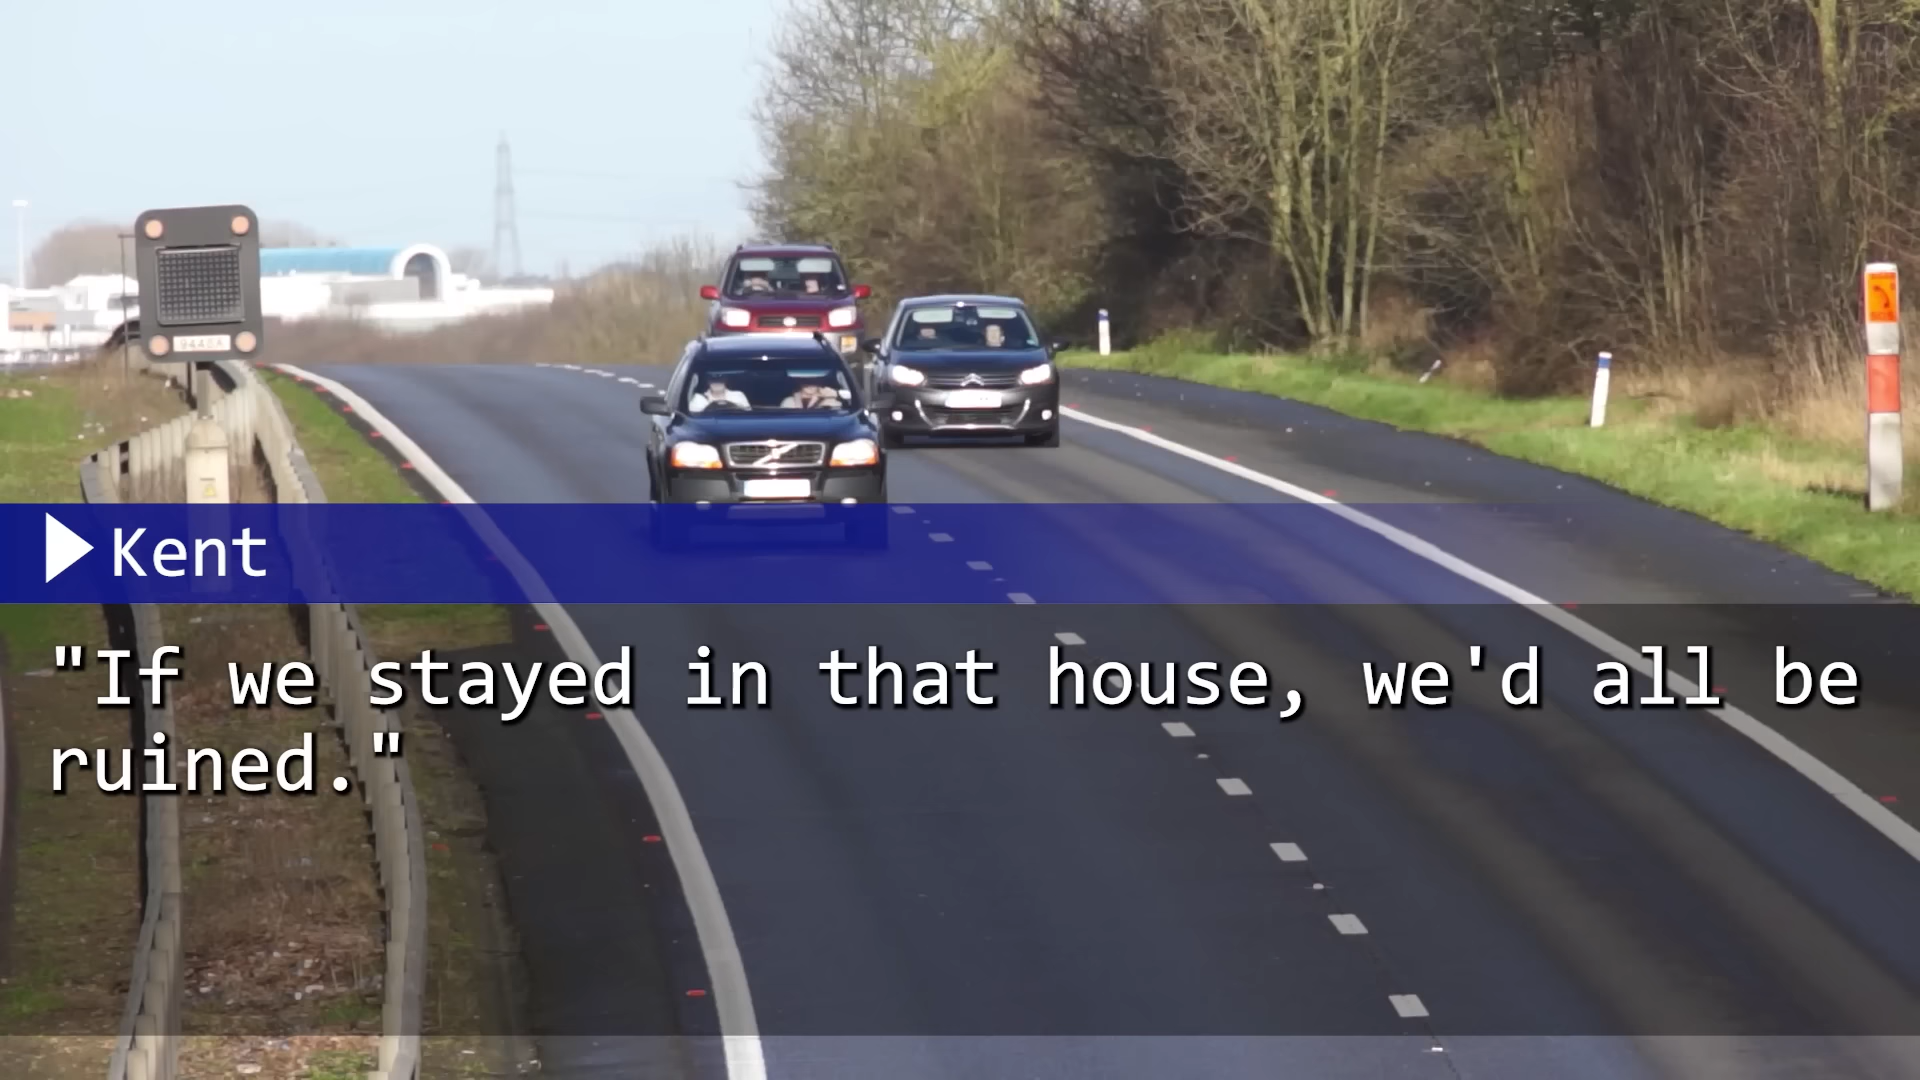 Kent
"If we stayed in that house, we'd all be
ruined."